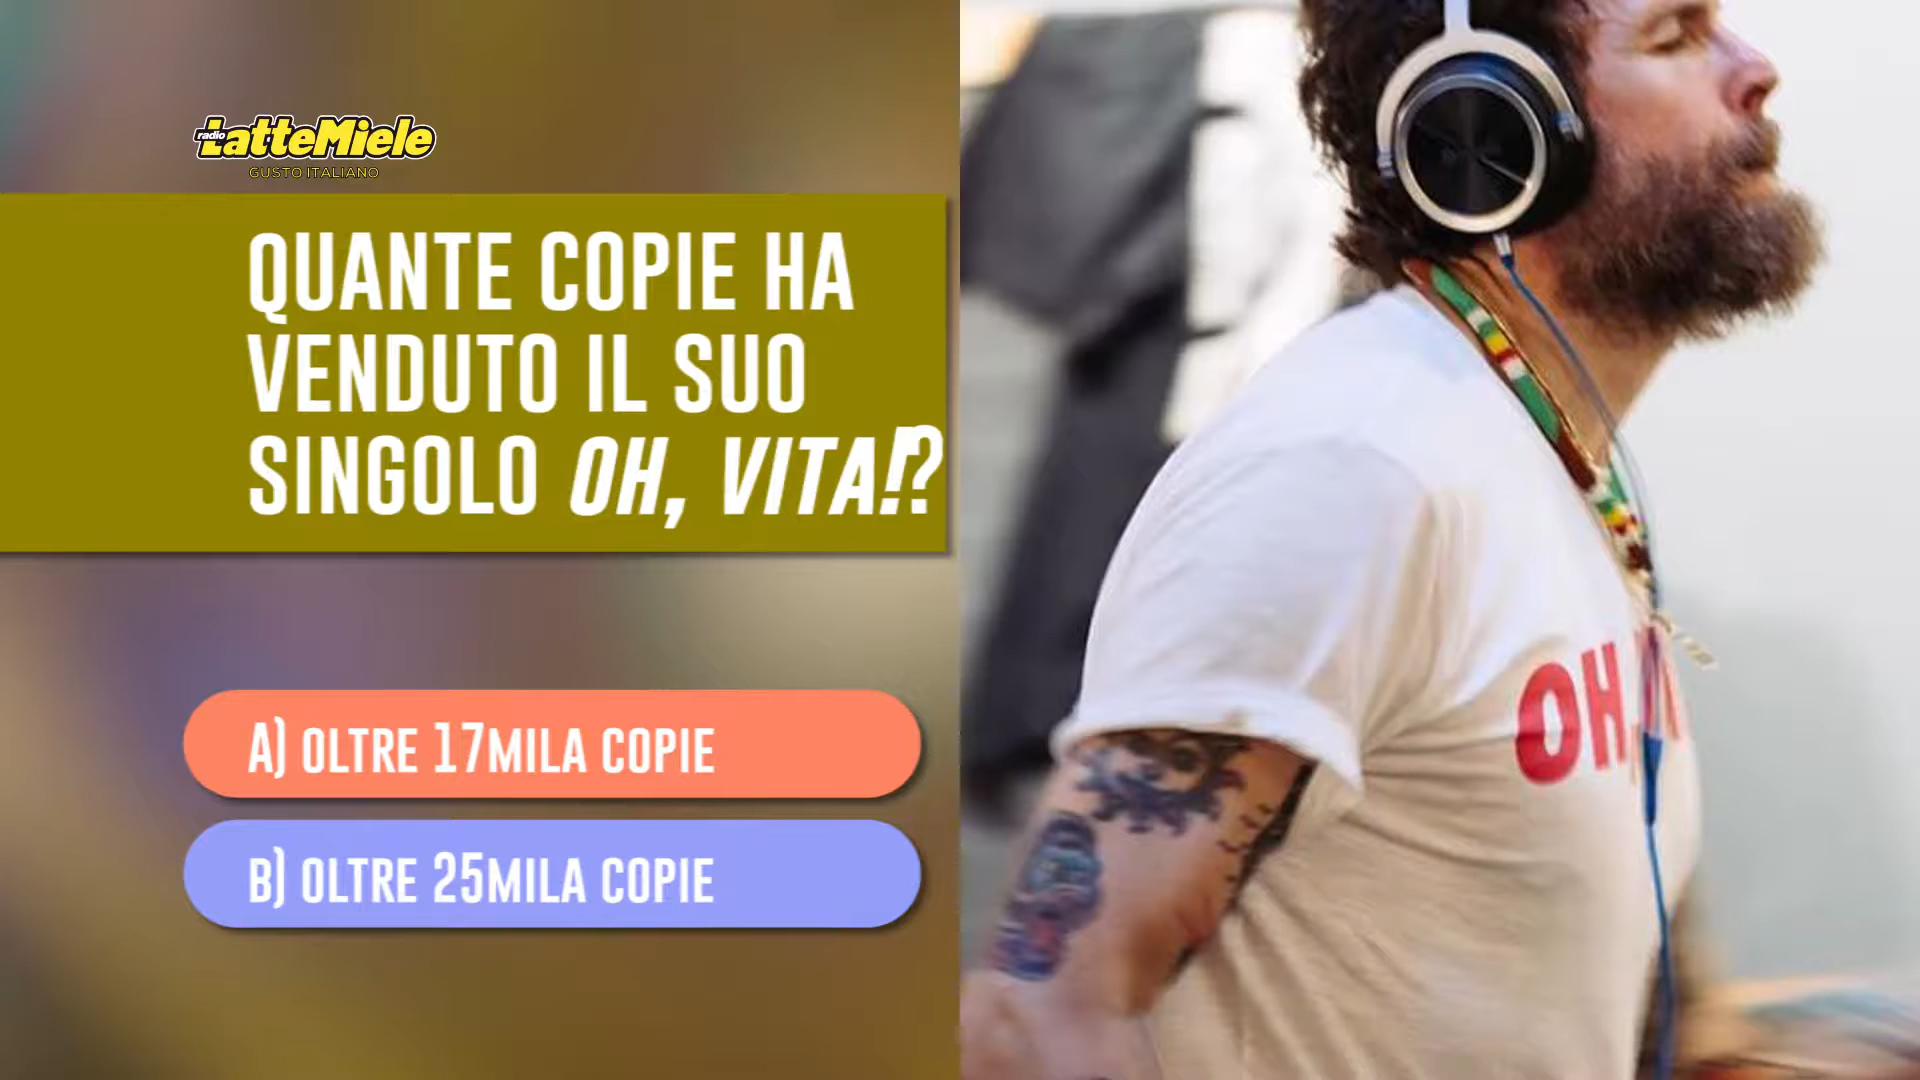 radio LatteMiele
GUSTO ITALIANO
QUANTE COPIE HA
VENDUTO IL SUO
SINGOLO OH, VITA!?
A) OLTRE 17MILA COPIE
B) OLTRE 25MILA COPIE
OH,